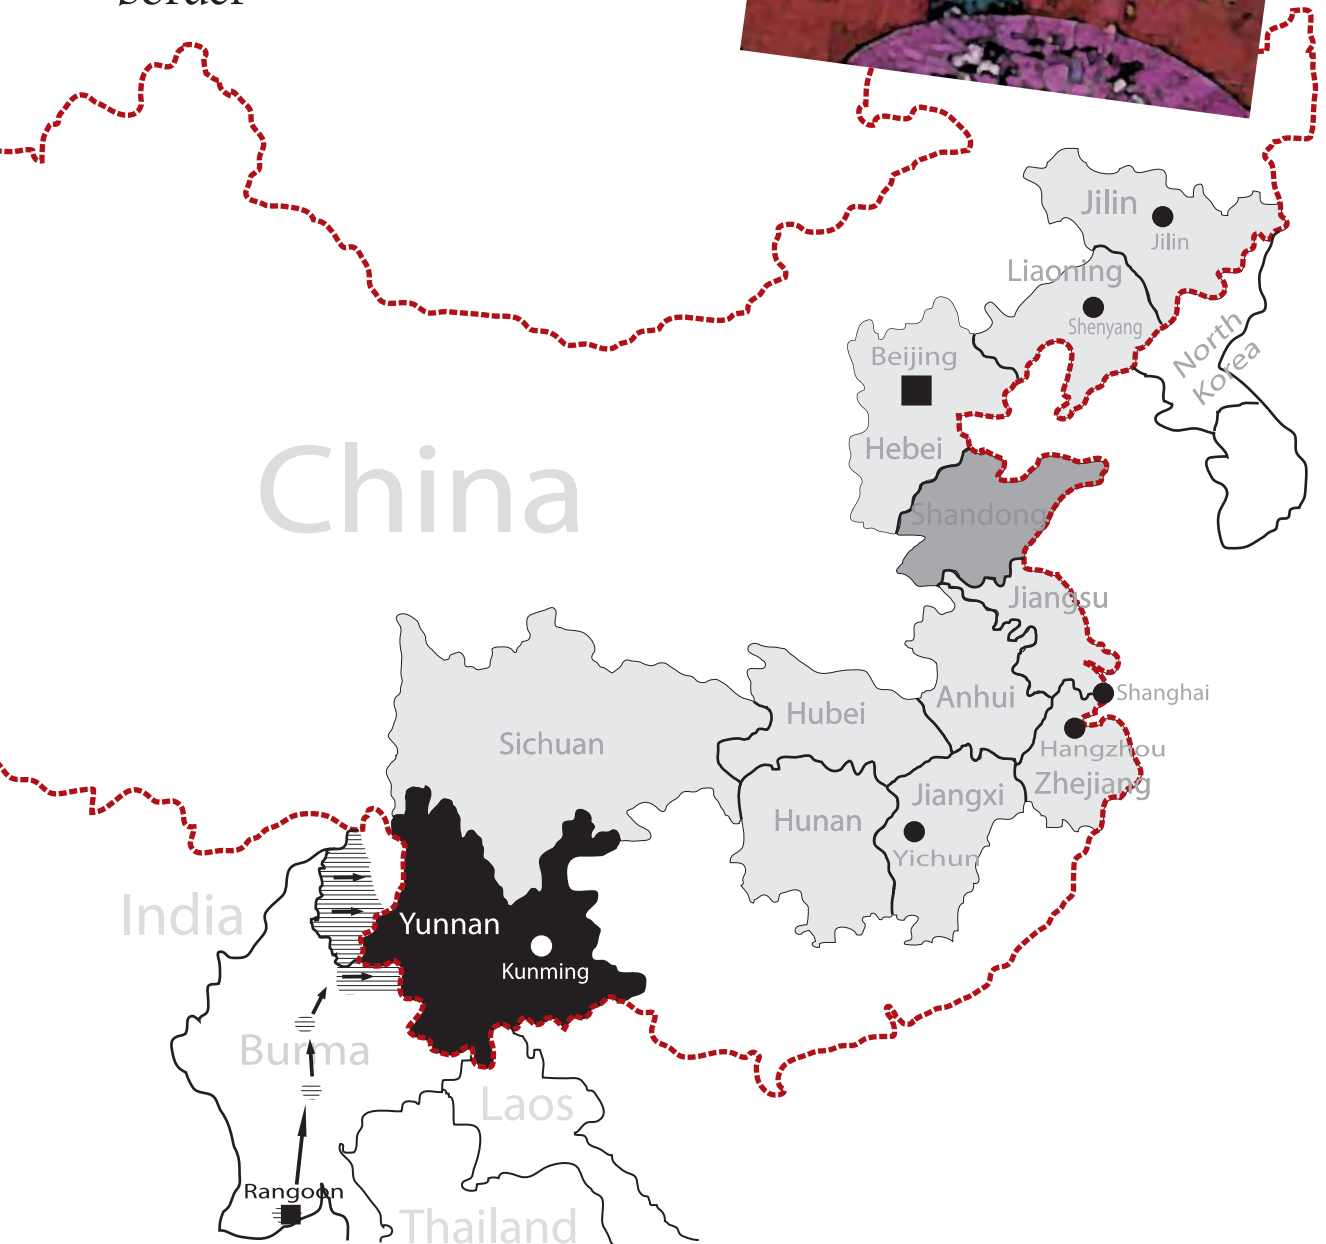 Jilin
Jilin
Liaoning
Shenyang
North
Korea
Beijing
Hebei
China
Shandong
Jiangsu
Shanghai
Anhui
Hubei
Sichuan
Hangzhou
Zhejiang
Jiangxi
Hunan
Yichun
India
Yunnan
Kunming
Burma
Laos
Rangoon
Thailand